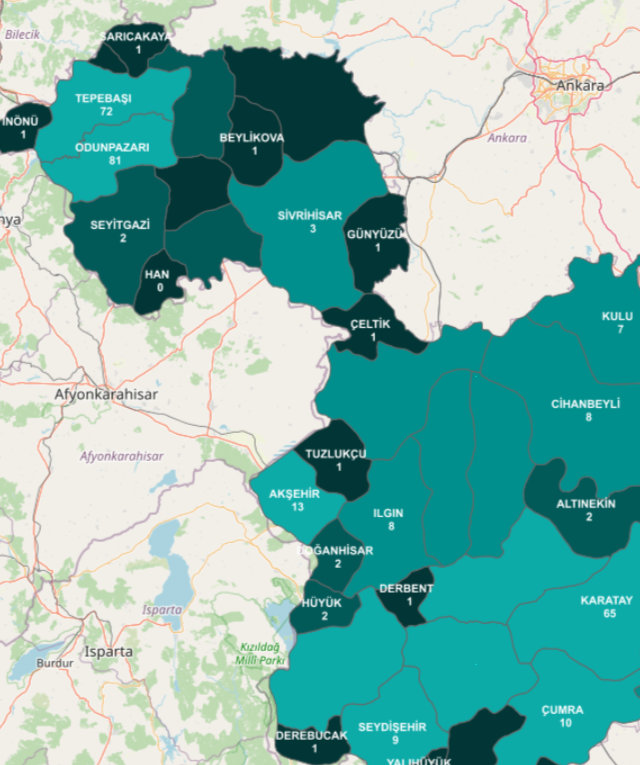 Bilecik
SARICAKAYA
1
Ankara
TEPEBAŞI
72
İNÖNÜ
1
BEYLİKOVA
1
Ankara
ODUNPAZARI
81
SİVRİHİSAR
3
nya
SEYİTGAZİ
2
GÜNYÜZÜ
1
HAN
0
ÇELTİK
1
KULU
7
Afyonkarahisar
CİHANBEYLİ
8
Afyonkarahisar
TUZLUKÇU
1
AKŞEHİR
13
ALTINEKİN
2
ILGIN
8
DOĞANHİSAR
2
DERBENT
1
HÜYÜK
2
KARATAY
65
Isparta
Isparta
Kızıldağ
Millî Parkı
Burdur
ÇUMRA
10
SEYDİŞEHİR
9
DEREBUCAK
1
YALIHÜYÜK